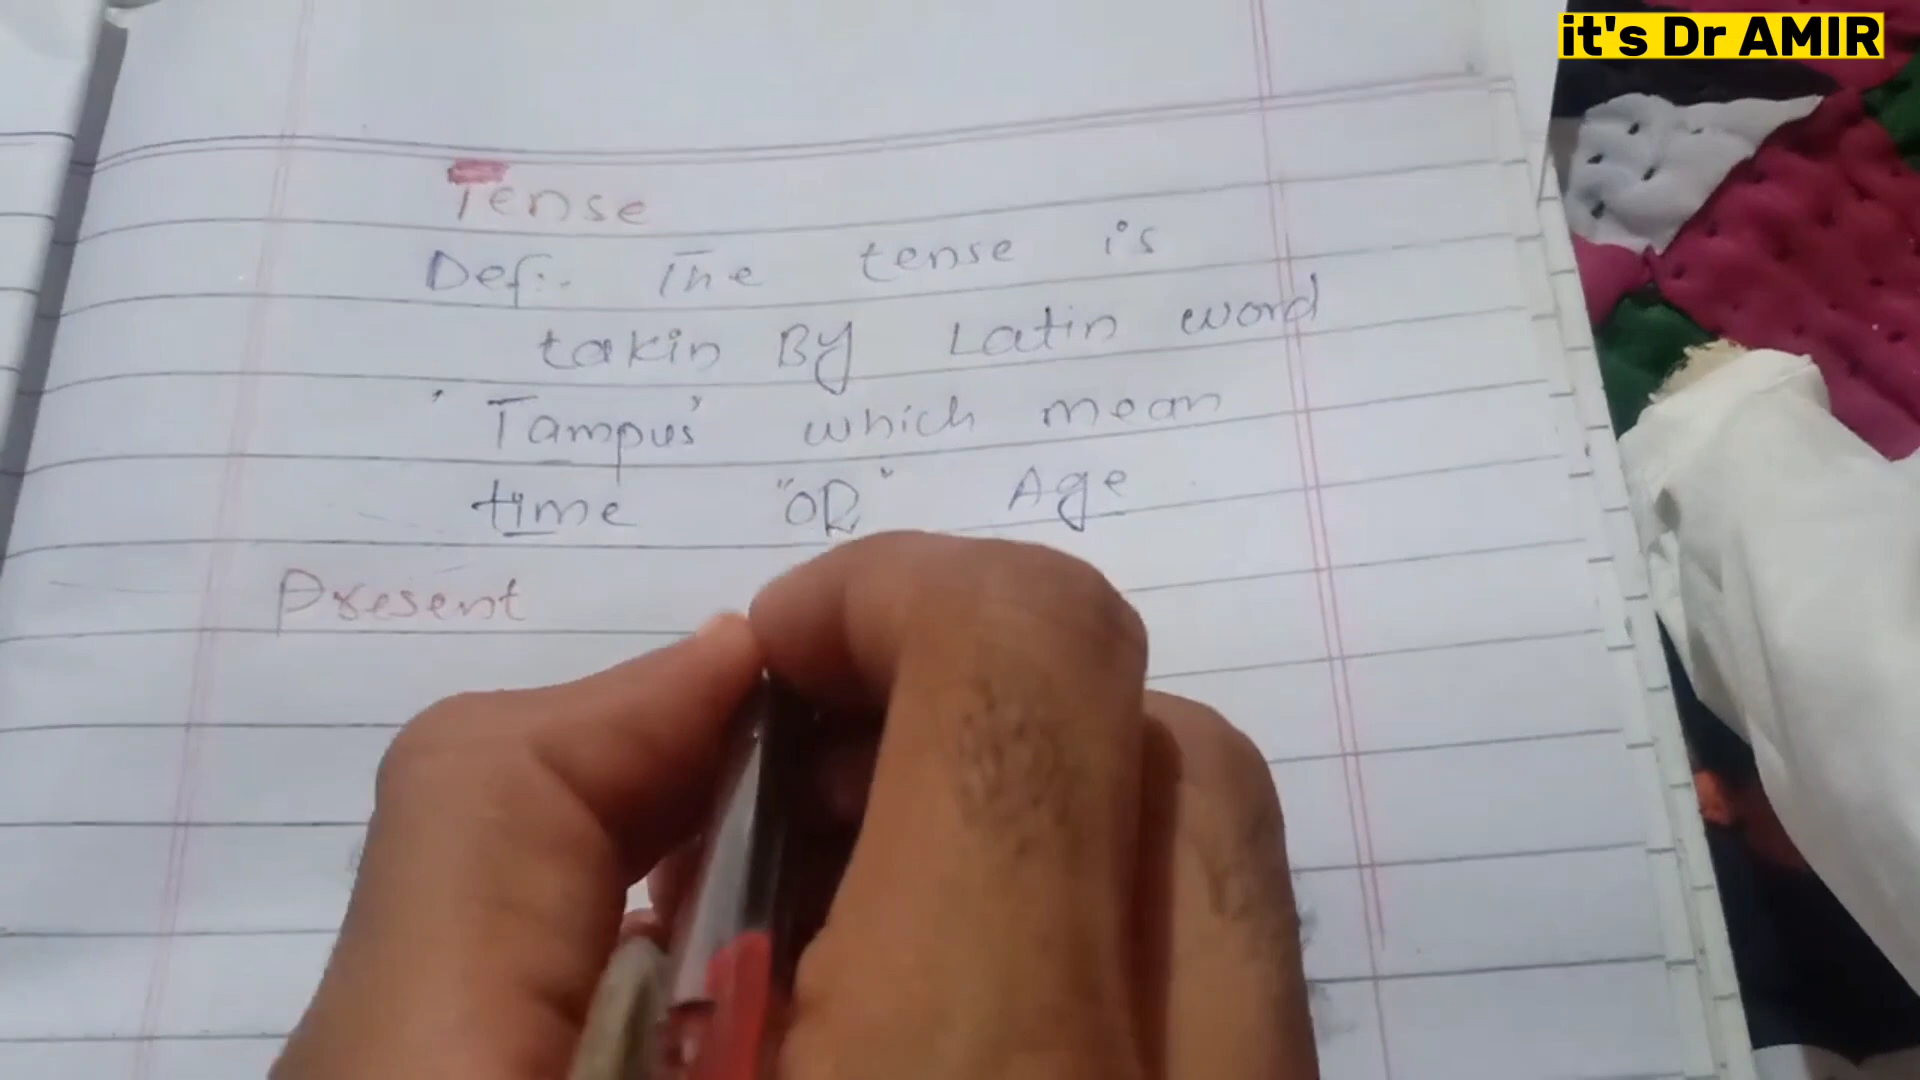 it's Dr AMIR
Tense
Def:- The tense is
takin By Latin word
'Tampus' which mean
time "OR" Age
Present